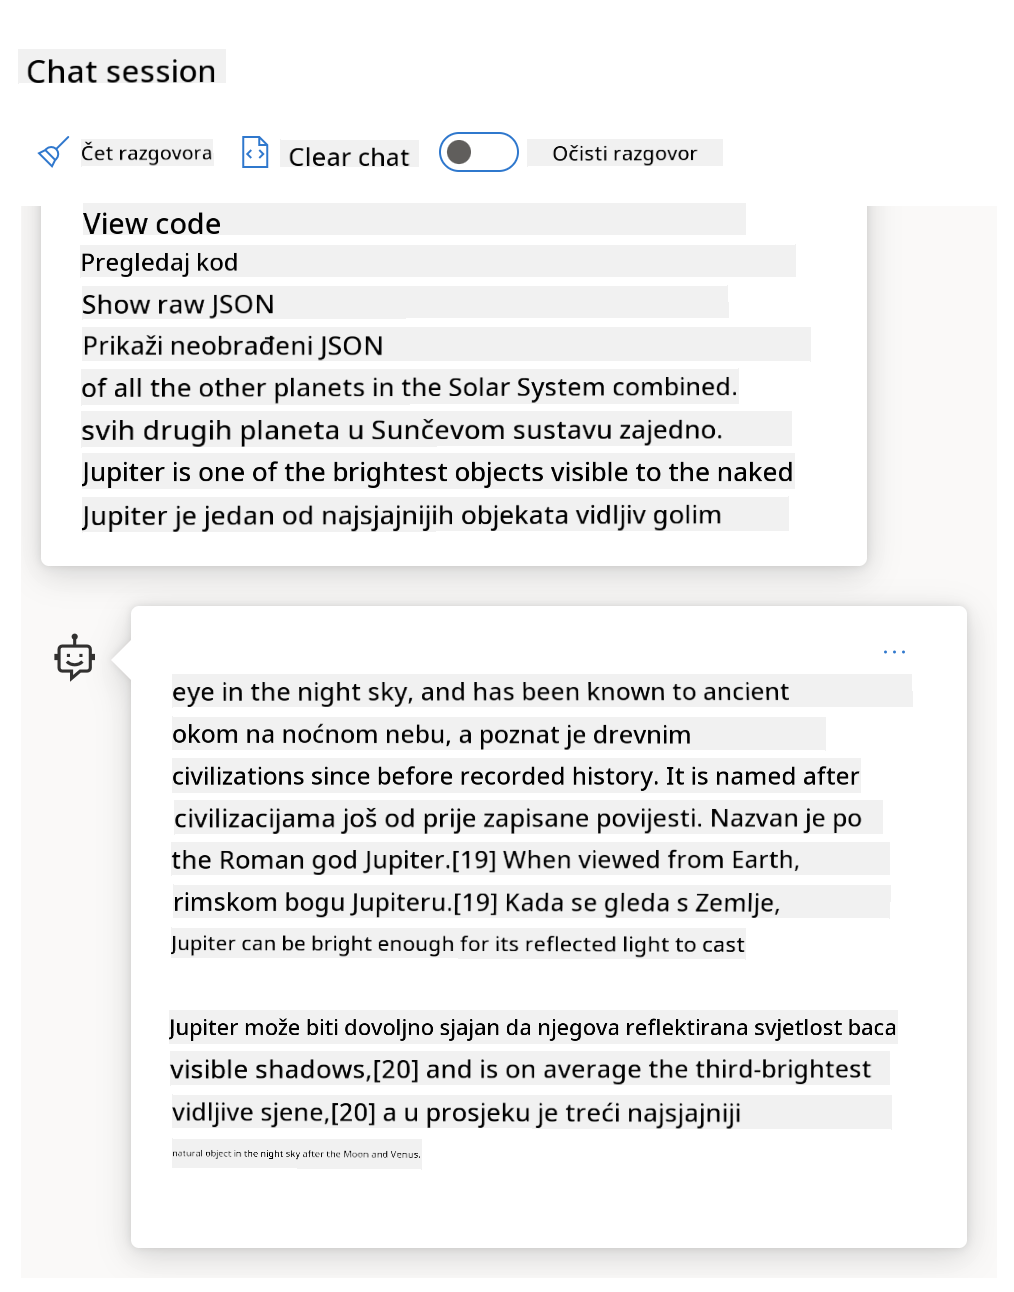 Chat session
Čet razgovora
Clear chat
Očisti razgovor
View code
Pregledaj kod
Show raw JSON
Prikaži neobrađeni JSON
of all the other planets in the Solar System combined.
svih drugih planeta u Sunčevom sustavu zajedno.
Jupiter is one of the brightest objects visible to the naked
Jupiter je jedan od najsjajnijih objekata vidljiv golim
eye in the night sky, and has been known to ancient
okom na noćnom nebu, a poznat je drevnim
civilizations since before recorded history. It is named after
civilizacijama još od prije zapisane povijesti. Nazvan je po
the Roman god Jupiter.[19] When viewed from Earth,
rimskom bogu Jupiteru.[19] Kada se gleda s Zemlje,
Jupiter can be bright enough for its reflected light to cast
Jupiter može biti dovoljno sjajan da njegova reflektirana svjetlost baca
visible shadows,[20] and is on average the third-brightest
vidljive sjene,[20] a u prosjeku je treći najsjajniji
natural object in the night sky after the Moon and Venus.